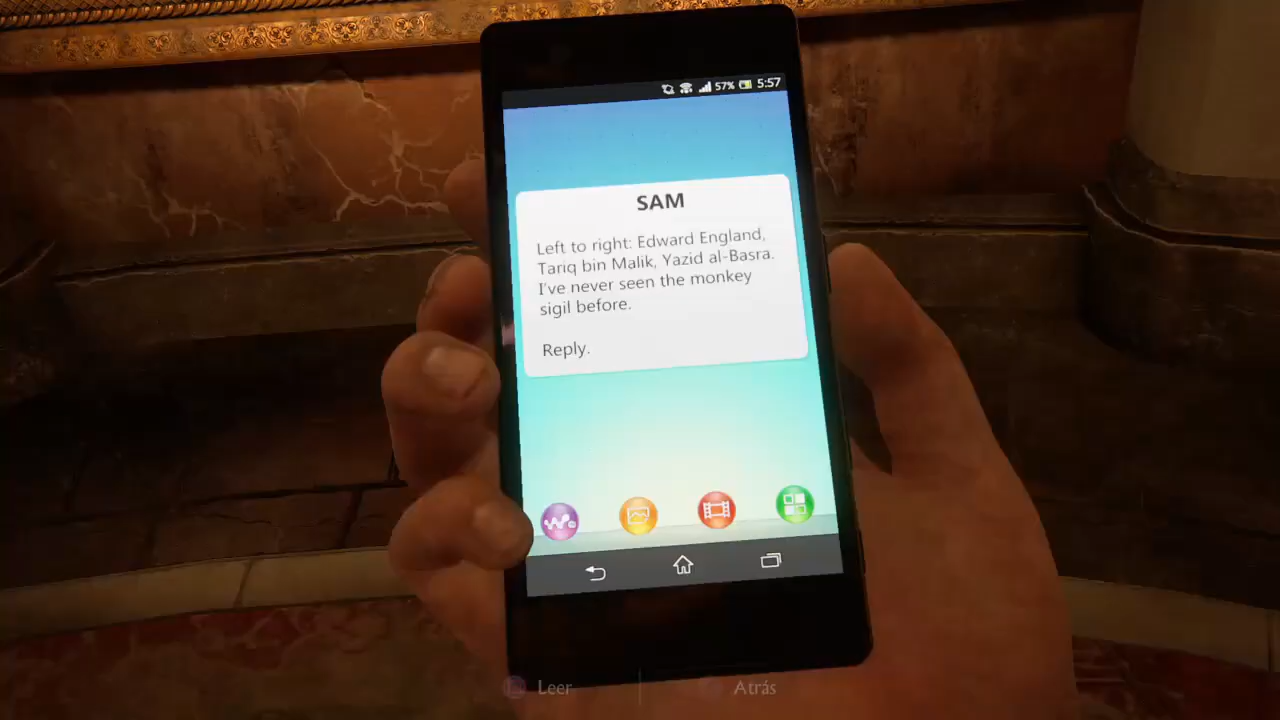 57% 5:57
SAM
Left to right: Edward England,
Tariq bin Malik, Yazid al-Basra.
I've never seen the monkey
sigil before.
Reply.
Leer
Atrás